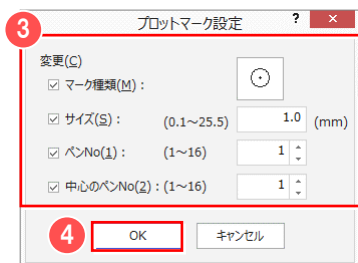 3
プロットマーク設定 ? ×
変更(C)
マーク種類(M)：
サイズ(S)： (0.1～25.5) 1.0 (mm)
ペンNo(1)： (1～16) 1
中心のペンNo(2)：(1～16) 1
4 OK キャンセル